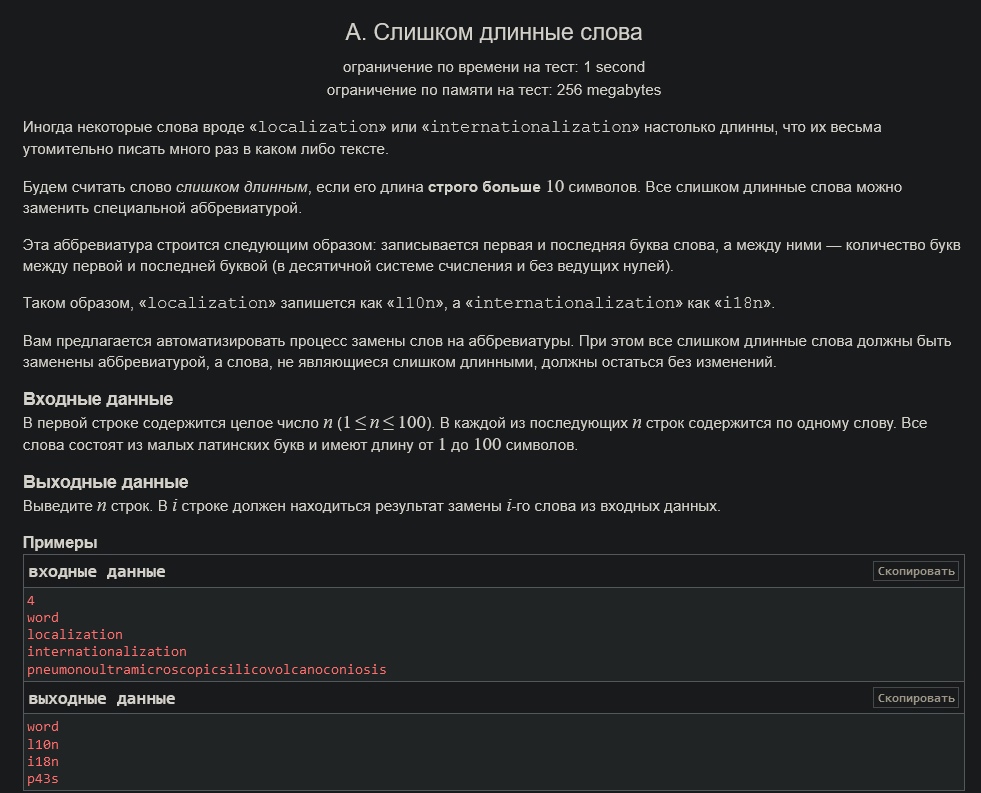 A. Слишком длинные слова
ограничение по времени на тест: 1 second
ограничение по памяти на тест: 256 megabytes
Иногда некоторые слова вроде «localization» или «internationalization» настолько длинны, что их весьма
утомительно писать много раз в каком либо тексте.
Будем считать слово слишком длинным, если его длина строго больше 10 символов. Все слишком длинные слова можно
заменить специальной аббревиатурой.
Эта аббревиатура строится следующим образом: записывается первая и последняя буква слова, а между ними — количество букв
между первой и последней буквой (в десятичной системе счисления и без ведущих нулей).
Таком образом, «localization» запишется как «l10n», а «internationalization» как «i18n».
Вам предлагается автоматизировать процесс замены слов на аббревиатуры. При этом все слишком длинные слова должны быть
заменены аббревиатурой, а слова, не являющиеся слишком длинными, должны остаться без изменений.
Входные данные
В первой строке содержится целое число n (1 ≤ n ≤ 100). В каждой из последующих n строк содержится по одному слову. Все
слова состоят из малых латинских букв и имеют длину от 1 до 100 символов.
Выходные данные
Выведите n строк. В i строке должен находиться результат замены i-го слова из входных данных.
Примеры
входные данные
Скопировать
4
word
localization
internationalization
pneumonoultramicroscopicsilicovolcanoconiosis
выходные данные
Скопировать
word
l10n
i18n
p43s